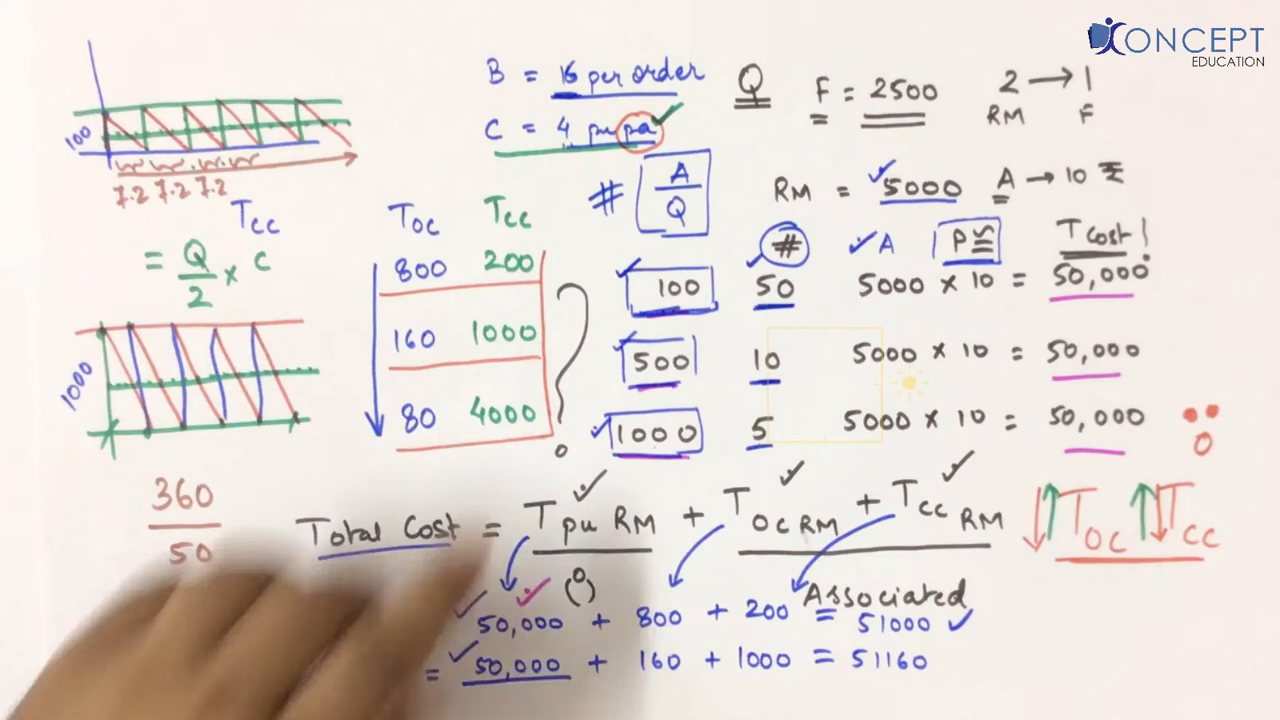 CONCEPT
EDUCATION
B = 16 per order
C = 4 pu pa
Q
F = 2500
2 → 1
RM F
RM = 5000
A → 10 ₹
# A/Q
100
7.2 7.2 7.2
Tcc
= Q/2 × C
1000
360/50
TOC Tcc
800 200
160 1000
80 4000
?
# A P T Cost!
100 50 5000 × 10 = 50,000
500 10 5000 × 10 = 50,000
1000 5 5000 × 10 = 50,000
Total Cost = Tpu RM + TOC RM + Tcc RM
TOC Tcc
(0)
Associated
50,000 + 800 + 200 = 51000
= 50,000 + 160 + 1000 = 51160